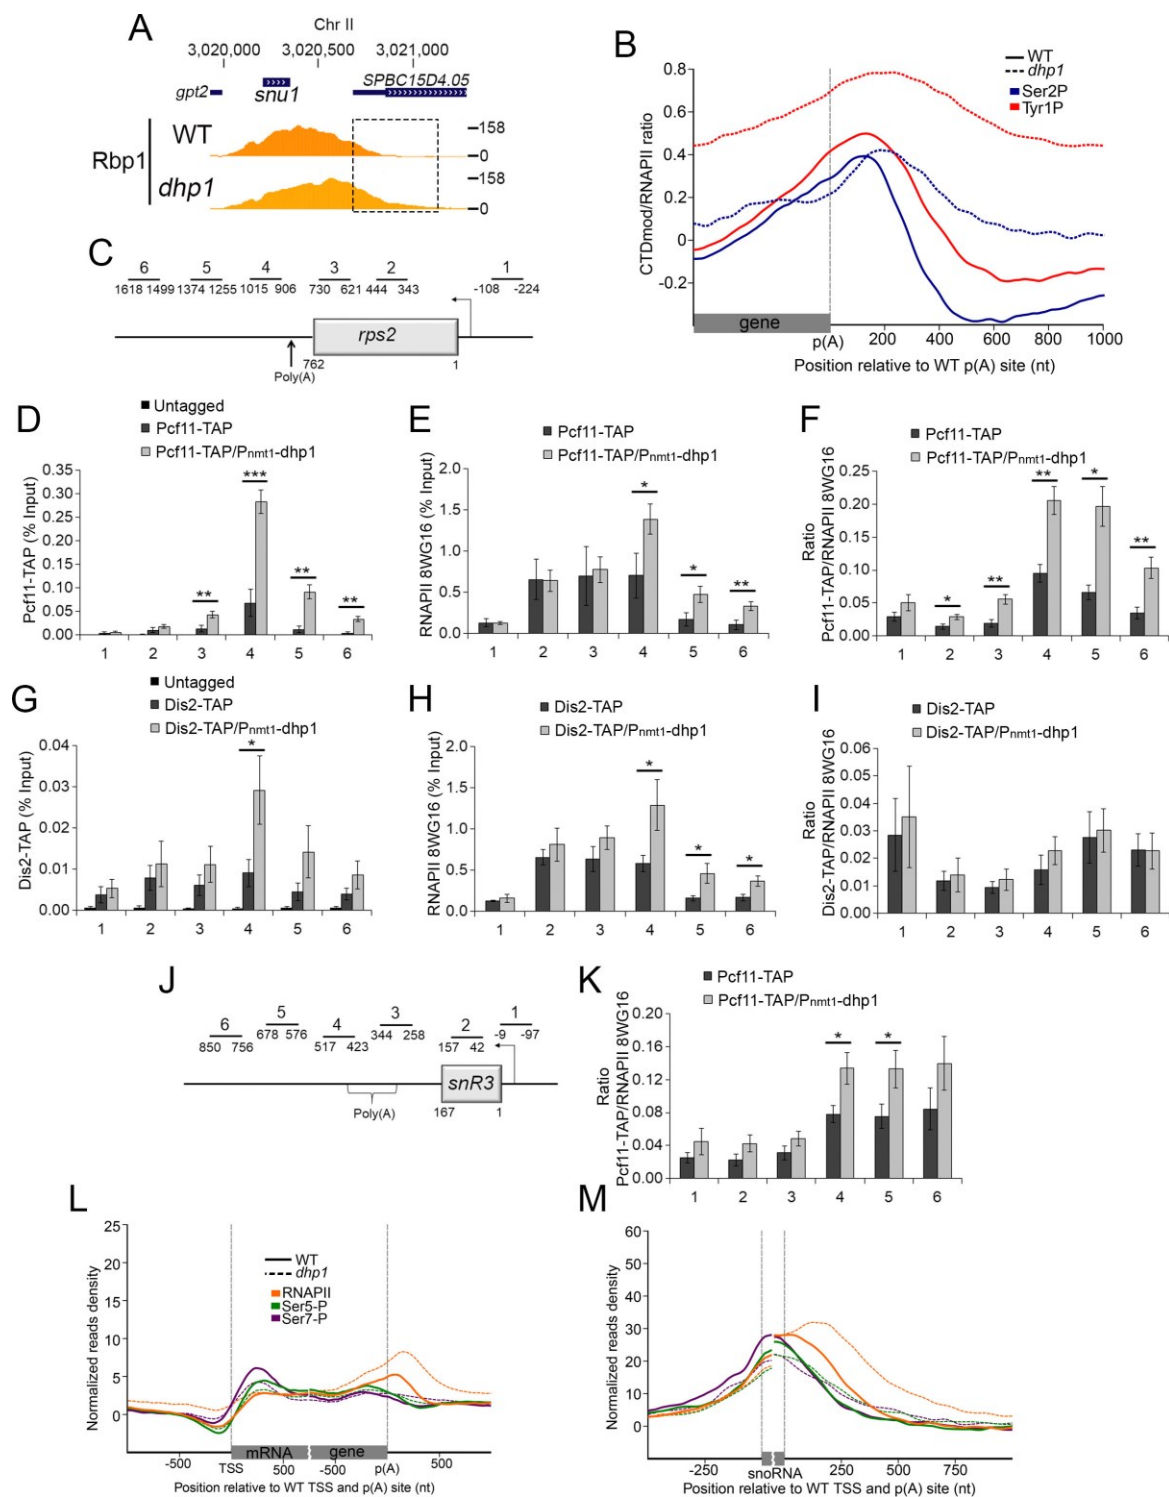 A
Chr II
3,020,000 3,020,500 3,021,000
gpt2 snu1 SPBC15D4.05
Rbp1
WT
158
0
dhp1
158
0
B
WT
dhp1
Ser2P
Tyr1P
CTDmod/RNAPII ratio
0.8
0.6
0.4
0.2
0
-0.2
gene
p(A) 200 400 600 800 1000
Position relative to WT p(A) site (nt)
C
6 5 4 3 2 1
1618 1499 1374 1255 1015 906 730 621 444 343 -108 -224
rps2
762 1
Poly(A)
D
Untagged
Pcf11-TAP
Pcf11-TAP/Pnmt1-dhp1
Pcf11-TAP (% Input)
0.35
0.30
0.25
0.20
0.15
0.10
0.05
0.00
** *** ** **
1 2 3 4 5 6
E
Pcf11-TAP
Pcf11-TAP/Pnmt1-dhp1
RNAPII 8WG16 (% Input)
2.0
1.5
1.0
0.5
0.0
* * **
1 2 3 4 5 6
F
Pcf11-TAP
Pcf11-TAP/Pnmt1-dhp1
Ratio
Pcf11-TAP/RNAPII 8WG16
0.25
0.20
0.15
0.10
0.05
0.00
* ** ** * **
1 2 3 4 5 6
G
Untagged
Dis2-TAP
Dis2-TAP/Pnmt1-dhp1
Dis2-TAP (% Input)
0.04
0.03
0.02
0.01
0.00
*
1 2 3 4 5 6
H
Dis2-TAP
Dis2-TAP/Pnmt1-dhp1
RNAPII 8WG16 (% Input)
2.0
1.5
1.0
0.5
0.0
* * *
1 2 3 4 5 6
I
Dis2-TAP
Dis2-TAP/Pnmt1-dhp1
Ratio
Dis2-TAP/RNAPII 8WG16
0.06
0.05
0.04
0.03
0.02
0.01
0.00
1 2 3 4 5 6
J
6 5 4 3 2 1
850 756 678 576 517 423 344 258 157 42 -9 -97
snR3
Poly(A)
167 1
K
Pcf11-TAP
Pcf11-TAP/Pnmt1-dhp1
Ratio
Pcf11-TAP/RNAPII 8WG16
0.20
0.16
0.12
0.08
0.04
0.00
* *
1 2 3 4 5 6
L
WT
dhp1
RNAPII
Ser5-P
Ser7-P
Normalized reads density
25
20
15
10
5
0
mRNA gene
-500 TSS 500 -500 p(A) 500
Position relative to WT TSS and p(A) site (nt)
M
Normalized reads density
60
50
40
30
20
10
0
-250 snoRNA 250 500 750
Position relative to WT TSS and p(A) site (nt)